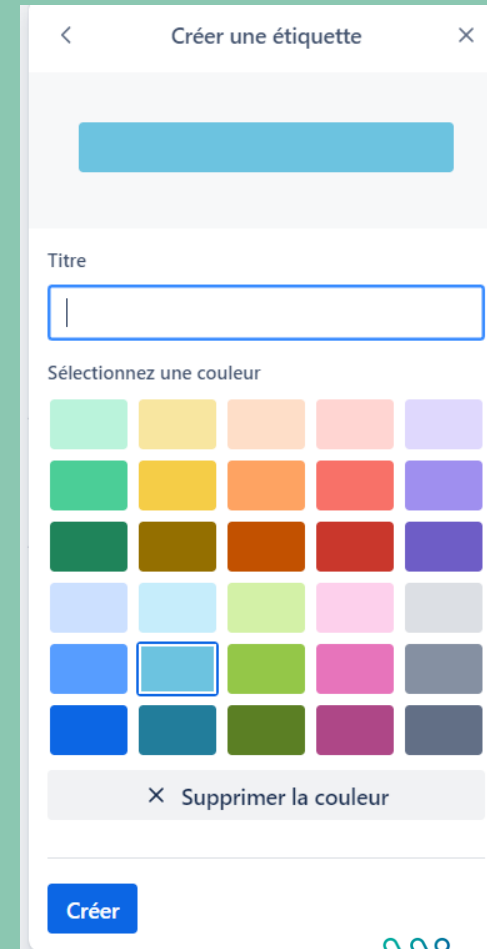 Créer une étiquette
Titre
Sélectionnez une couleur
Supprimer la couleur
Créer